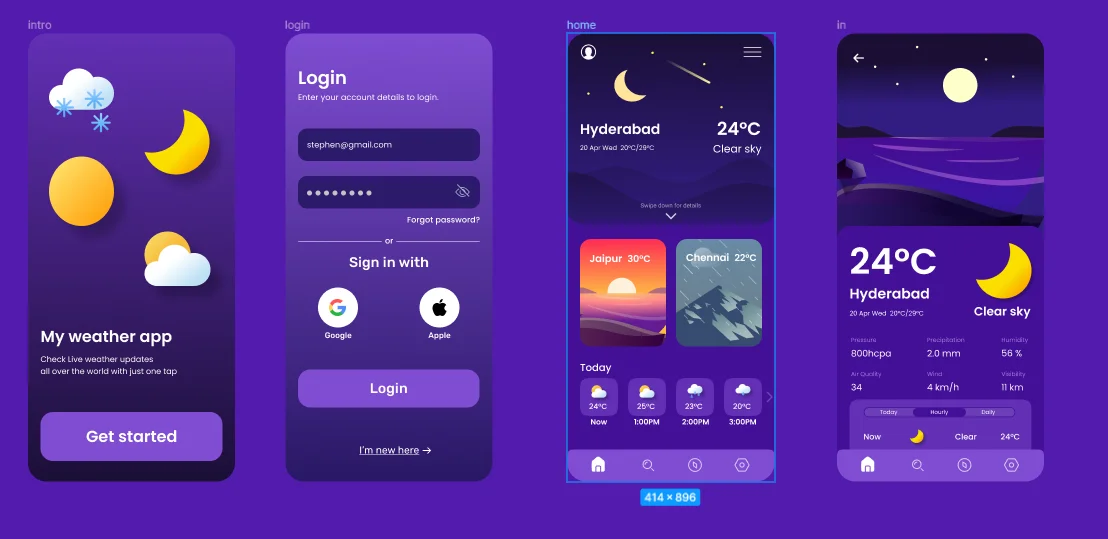 intro
My weather app
Check Live weather updates
all over the world with just one tap
Get started
login
Login
Enter your account details to login.
stephen@gmail.com
Forgot password?
or
Sign in with
Google
Apple
Login
I'm new here
home
Hyderabad 24°C
20 Apr Wed 20°C/29°C Clear sky
Swipe down for details
Jaipur 30°C
Chennai 22°C
Today
24°C 25°C 23°C 20°C
Now 1:00PM 2:00PM 3:00PM
414 × 896
in
24°C
Hyderabad
20 Apr Wed 20°C/29°C
Clear sky
Pressure Precipitation Humidity
800hcpa 2.0 mm 56 %
Air Quality Wind Visibility
34 4 km/h 11 km
Today Hourly Daily
Now Clear 24°C